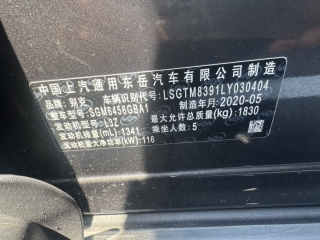 中国上汽通用东岳汽车有限公司制造
品牌：别克 车辆识别代号：LSGTM8391LY030404
整车型号：SGM6456GBA1 制造年月：2020-05
发动机型号：L3Z 最大允许总质量(kg)：1830
发动机排量(mL)：1341 乘坐人数：5
发动机最大净功率(kW)：116